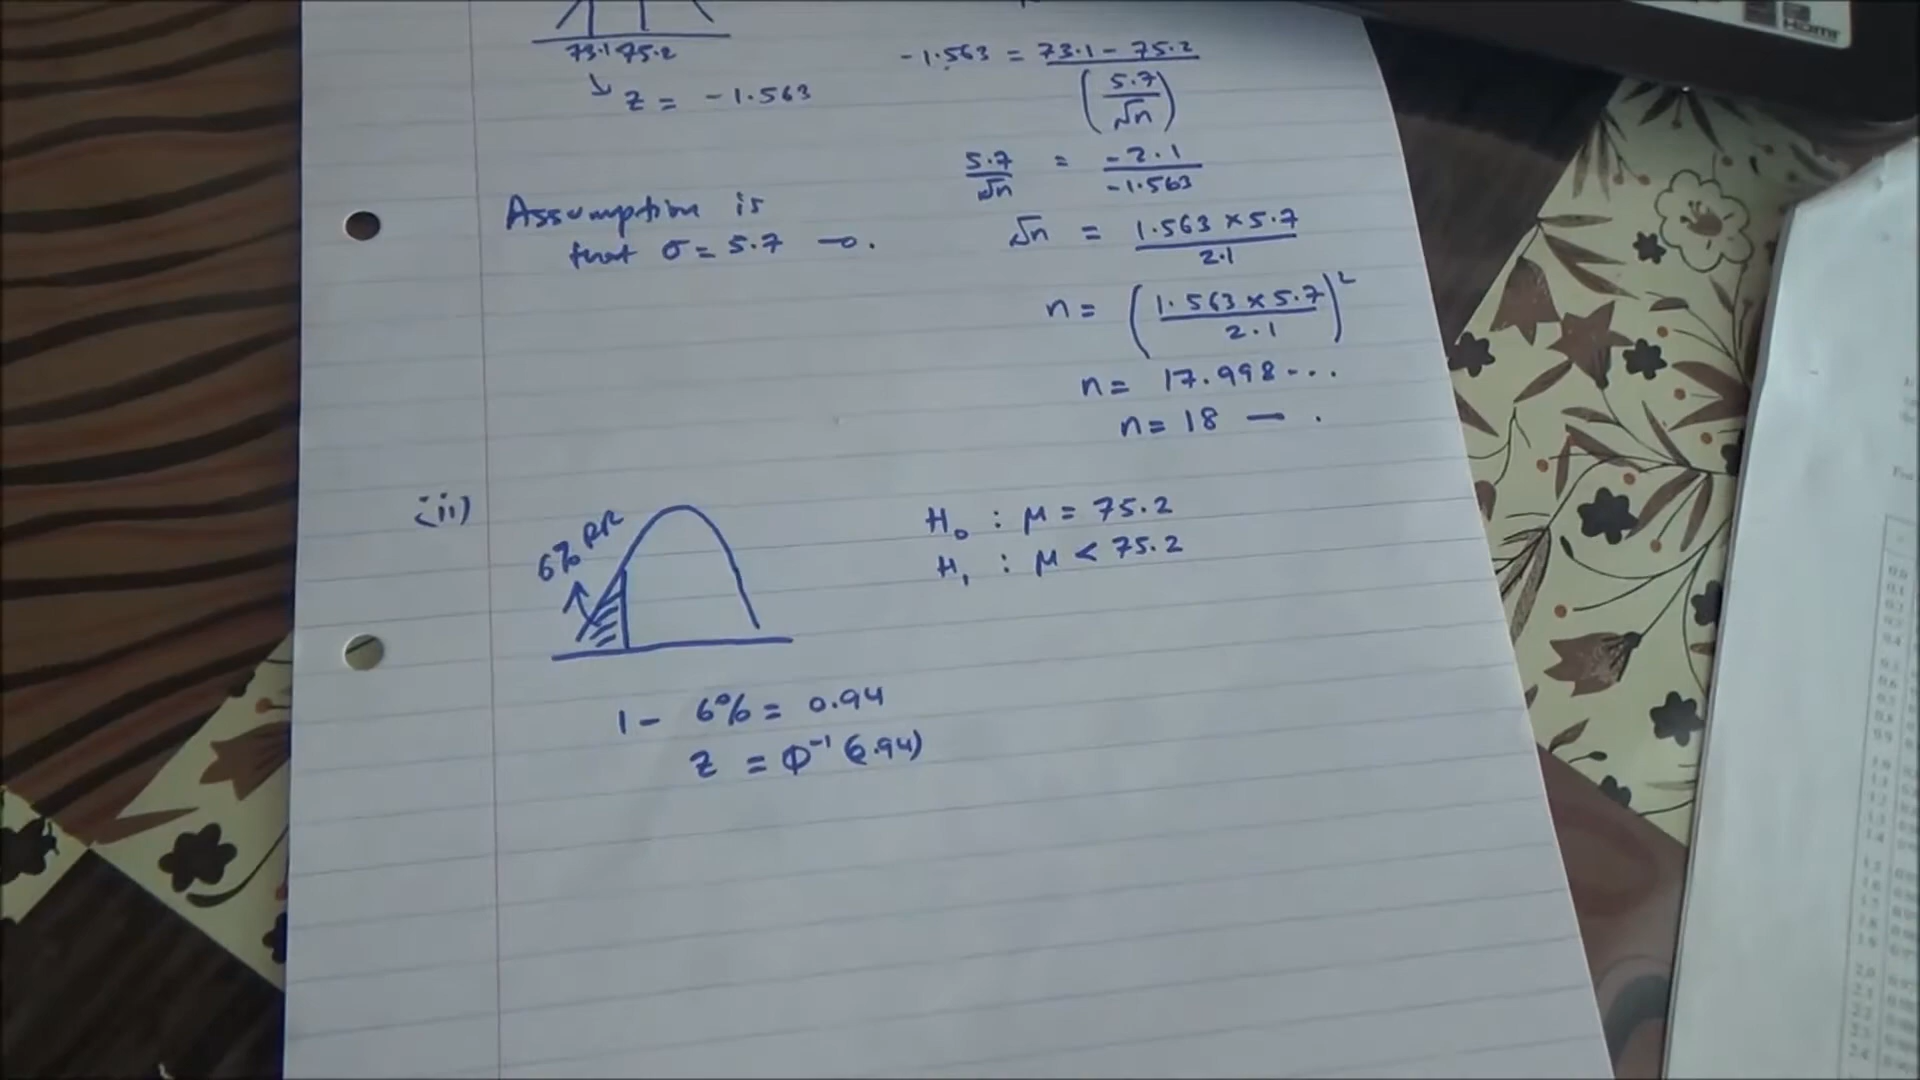 73.1 75.2
↘ z = -1.563
-1.563 = 73.1 - 75.2 / (5.7/√n)
5.7/√n = -2.1/-1.563
Assumption is
that σ = 5.7 —o.
√n = 1.563 × 5.7 / 2.1
n = (1.563 × 5.7 / 2.1)²
n = 17.998...
n = 18 — .
(ii)
6% RR
H₀ : μ = 75.2
H₁ : μ < 75.2
1 - 6% = 0.94
z = Φ⁻¹ (0.94)
HDMI